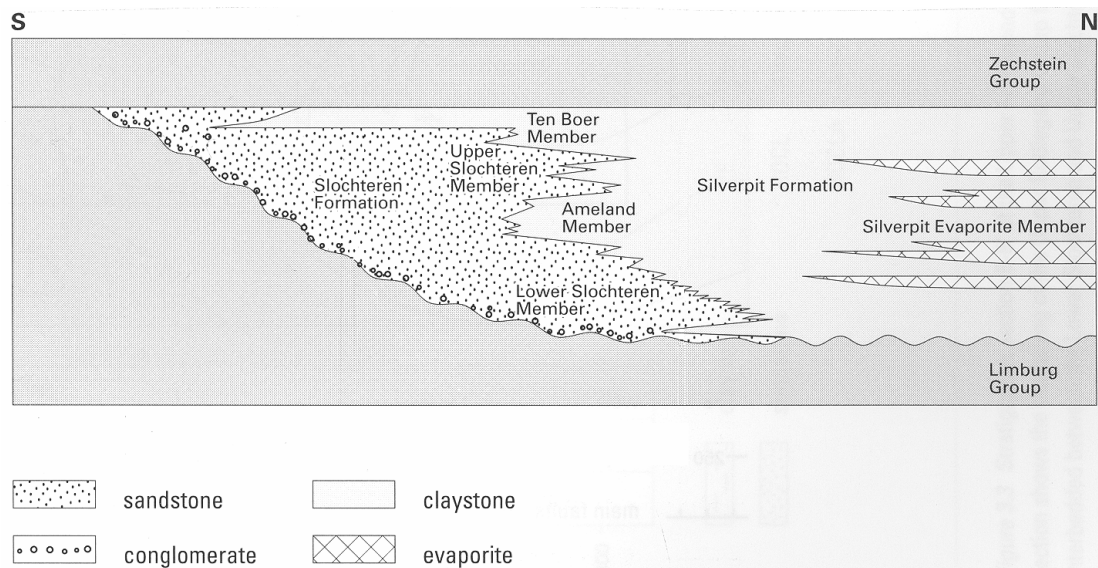 S
N
Zechstein
Group
Ten Boer
Member
Upper
Slochteren
Member
Slochteren
Formation
Silverpit Formation
Ameland
Member
Silverpit Evaporite Member
Lower Slochteren
Member
Limburg
Group
sandstone
claystone
conglomerate
evaporite